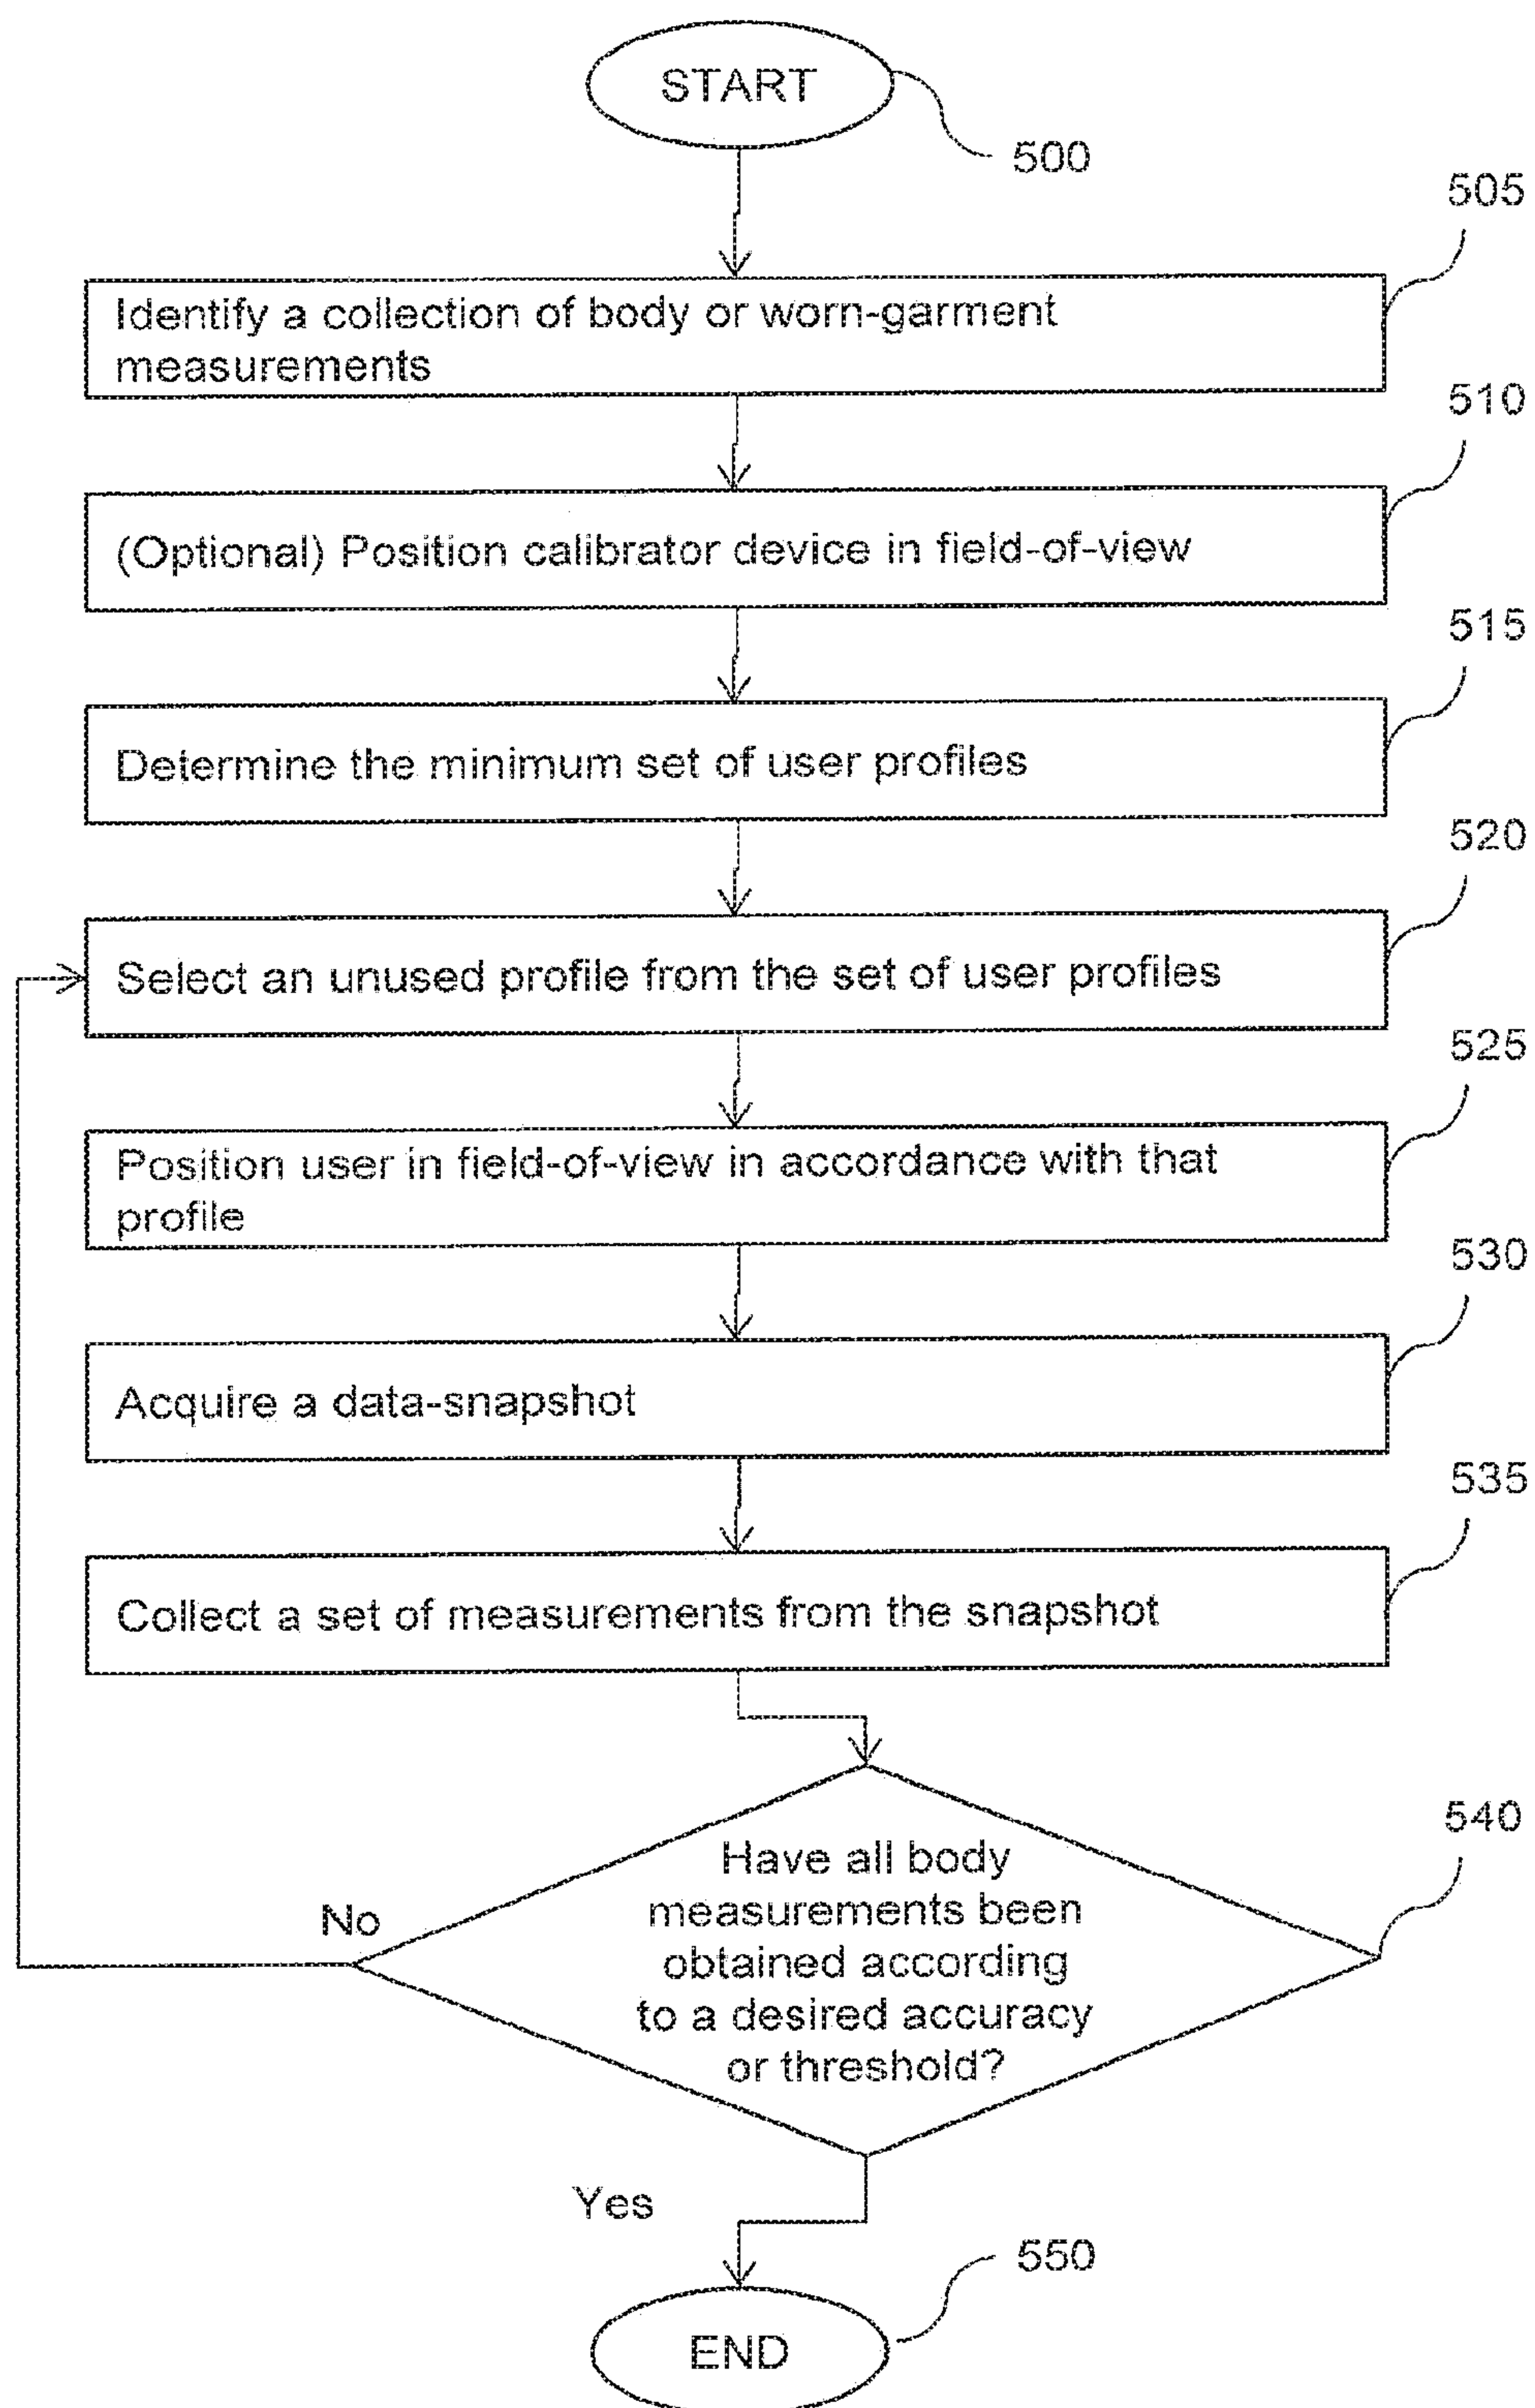 START
500
505
Identify a collection of body or worn-garment
measurements
510
(Optional) Position calibrator device in field-of-view
515
Determine the minimum set of user profiles
520
Select an unused profile from the set of user profiles
525
Position user in field-of-view in accordance with that
profile
530
Acquire a data-snapshot
535
Collect a set of measurements from the snapshot
540
Have all body
measurements been
obtained according
to a desired accuracy
or threshold?
No
Yes
550
END